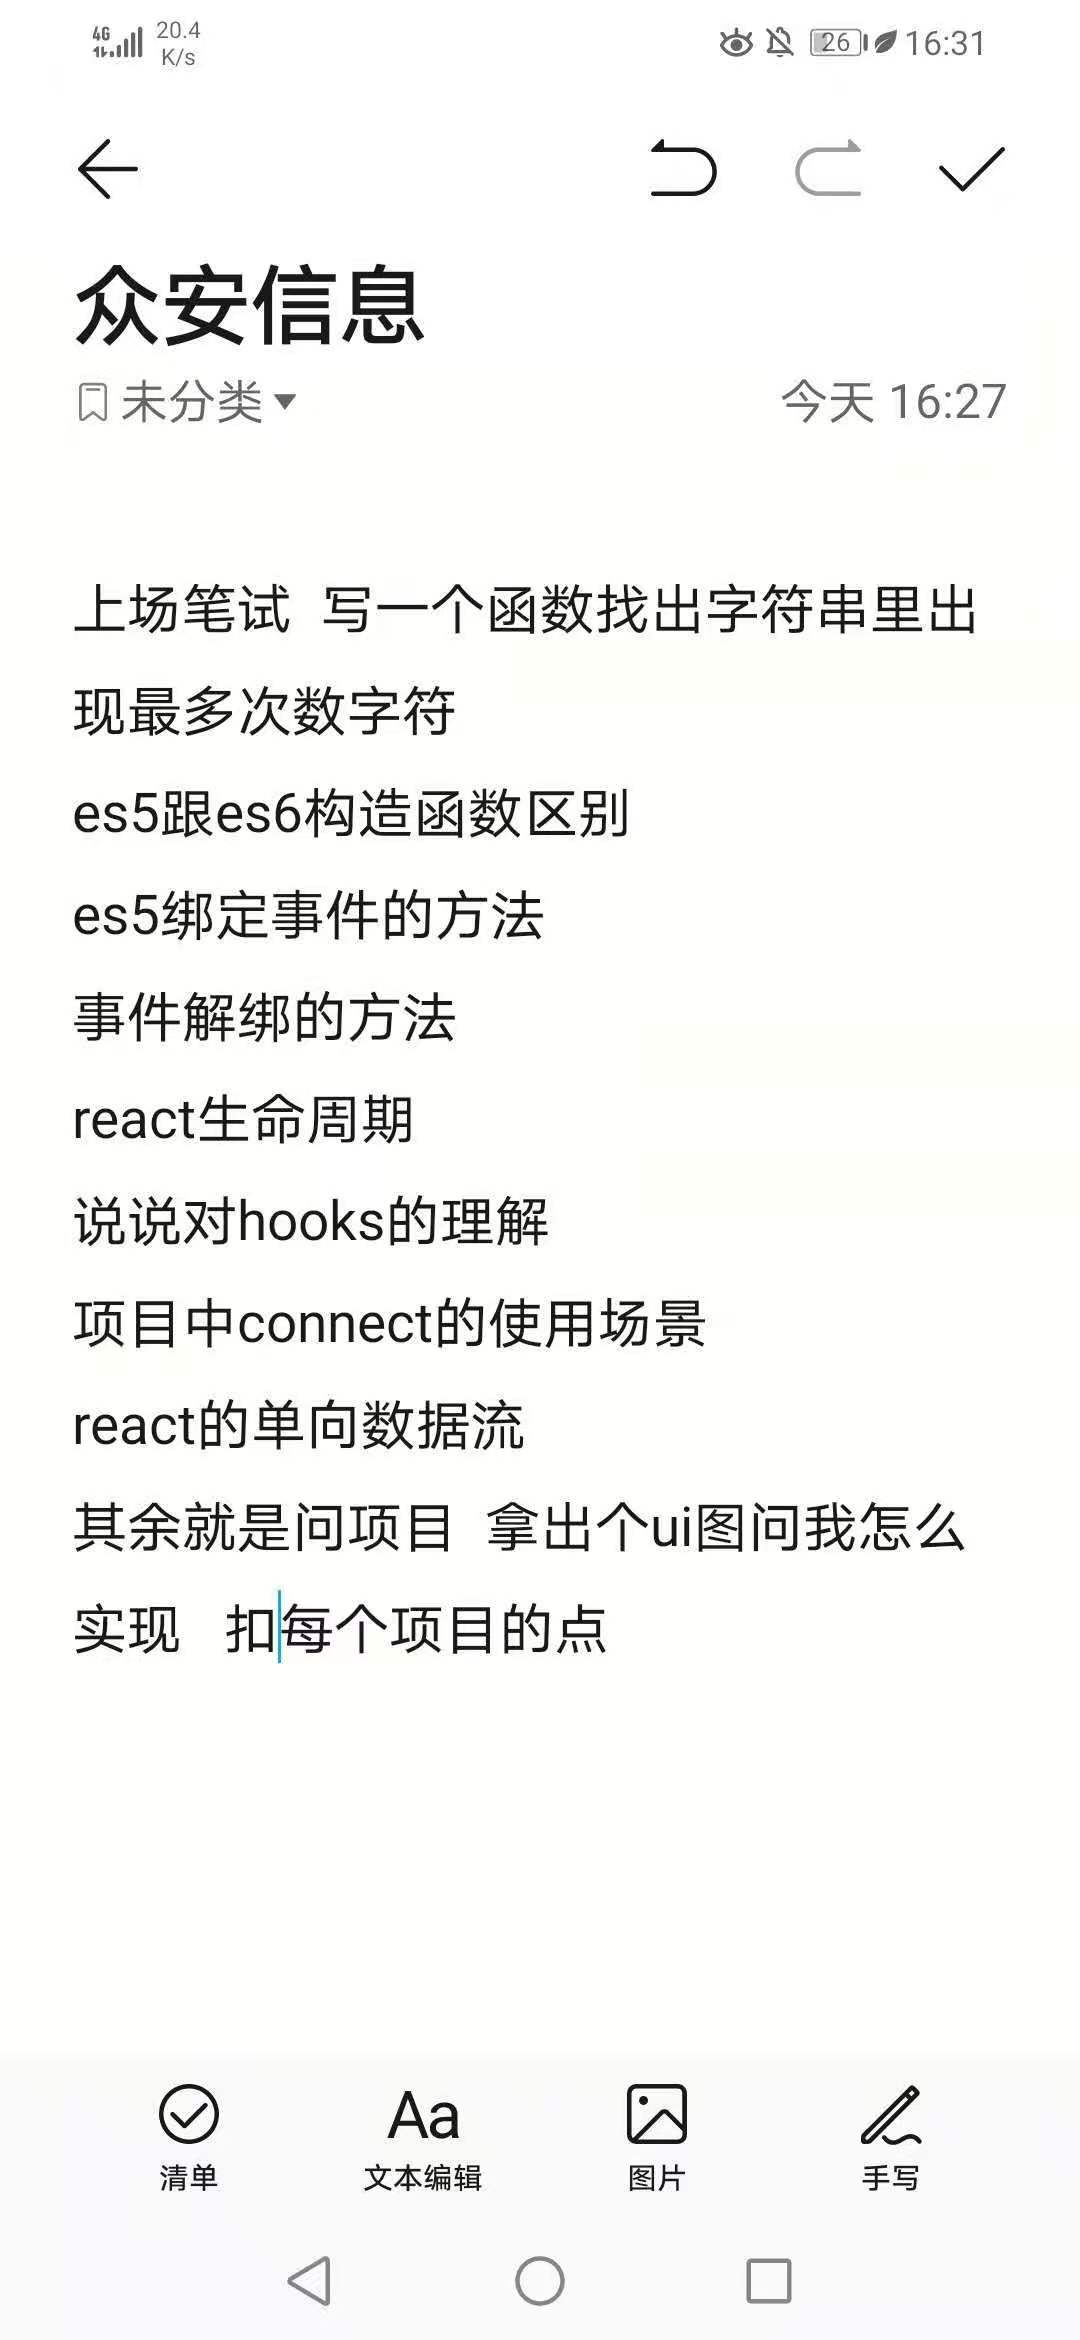 4G 20.4 K/s 26 16:31
众安信息
未分类 今天 16:27
上场笔试 写一个函数找出字符串里出
现最多次数字符
es5跟es6构造函数区别
es5绑定事件的方法
事件解绑的方法
react生命周期
说说对hooks的理解
项目中connect的使用场景
react的单向数据流
其余就是问项目 拿出个ui图问我怎么
实现 扣每个项目的点
清单 Aa 文本编辑 图片 手写